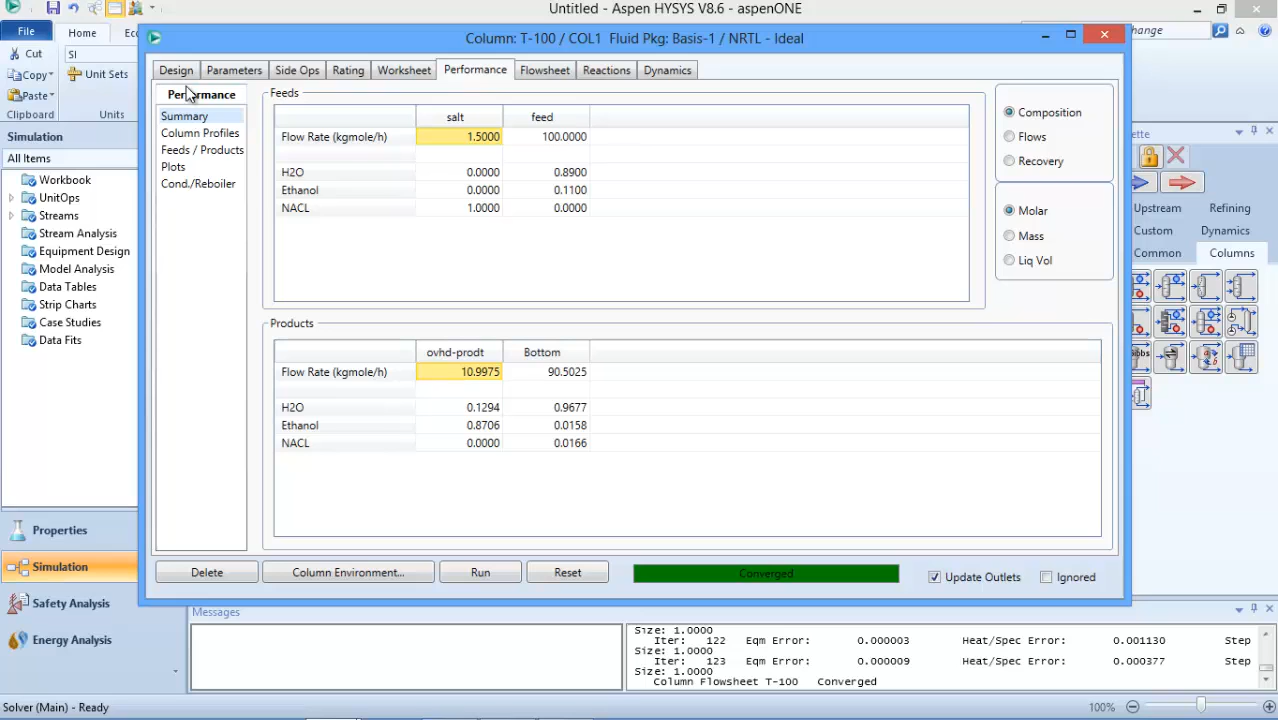 Untitled - Aspen HYSYS V8.6 - aspenONE
File
Home
Ec
Cut
Copy
Paste
Clipboard
SI
Unit Sets
Units
hange
Simulation
All Items
Workbook
UnitOps
Streams
Stream Analysis
Equipment Design
Model Analysis
Data Tables
Strip Charts
Case Studies
Data Fits
Properties
Simulation
Safety Analysis
Energy Analysis
Column: T-100 / COL1 Fluid Pkg: Basis-1 / NRTL - Ideal
Design Parameters Side Ops Rating Worksheet Performance Flowsheet Reactions Dynamics
Performance
Summary
Column Profiles
Feeds / Products
Plots
Cond./Reboiler
Feeds
salt feed
Flow Rate (kgmole/h) 1.5000 100.0000
H2O 0.0000 0.8900
Ethanol 0.0000 0.1100
NACL 1.0000 0.0000
Composition
Flows
Recovery
Molar
Mass
Liq Vol
Products
ovhd-prodt Bottom
Flow Rate (kgmole/h) 10.9975 90.5025
H2O 0.1294 0.9677
Ethanol 0.8706 0.0158
NACL 0.0000 0.0166
Delete Column Environment... Run Reset Converged Update Outlets Ignored
ette
Upstream Refining
Custom Dynamics
Common Columns
Messages
Size: 1.0000
Iter: 122 Eqm Error: 0.000003 Heat/Spec Error: 0.001130 Step
Size: 1.0000
Iter: 123 Eqm Error: 0.000009 Heat/Spec Error: 0.000377 Step
Size: 1.0000
Column Flowsheet T-100 Converged
Solver (Main) - Ready
100%